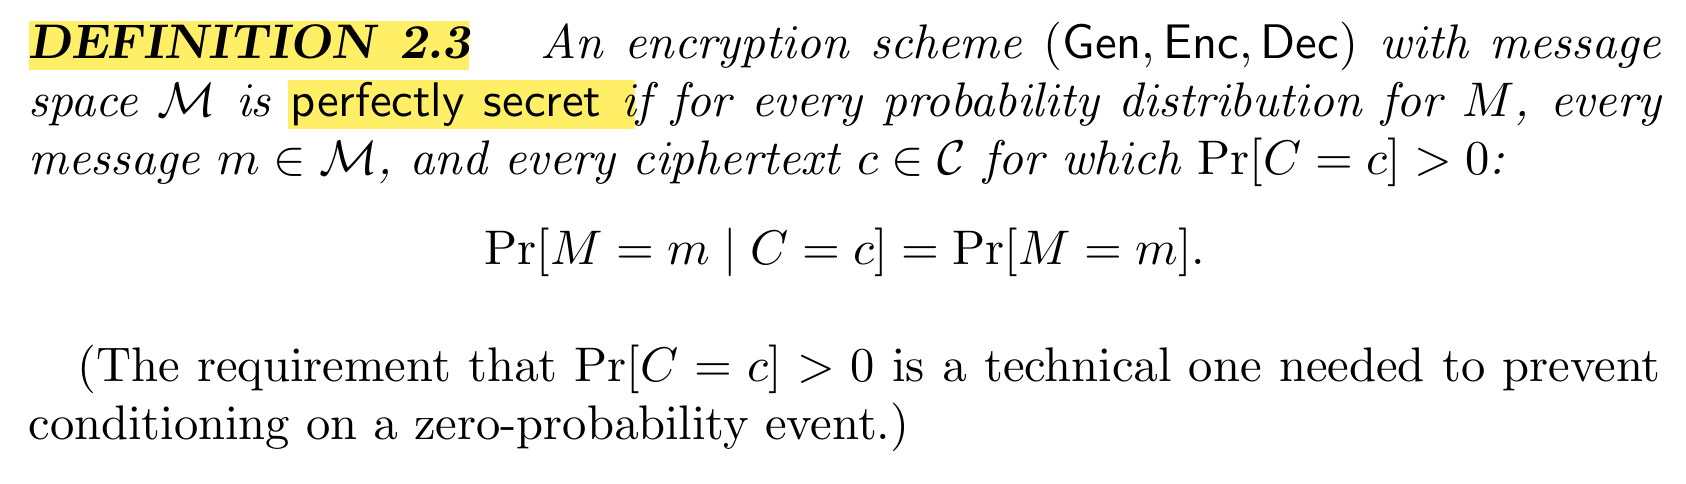 DEFINITION 2.3 An encryption scheme (Gen, Enc, Dec) with message
space ℳ is perfectly secret if for every probability distribution for M, every
message m ∈ ℳ, and every ciphertext c ∈ 𝒞 for which Pr[C = c] > 0:
Pr[M = m | C = c] = Pr[M = m].
(The requirement that Pr[C = c] > 0 is a technical one needed to prevent
conditioning on a zero-probability event.)